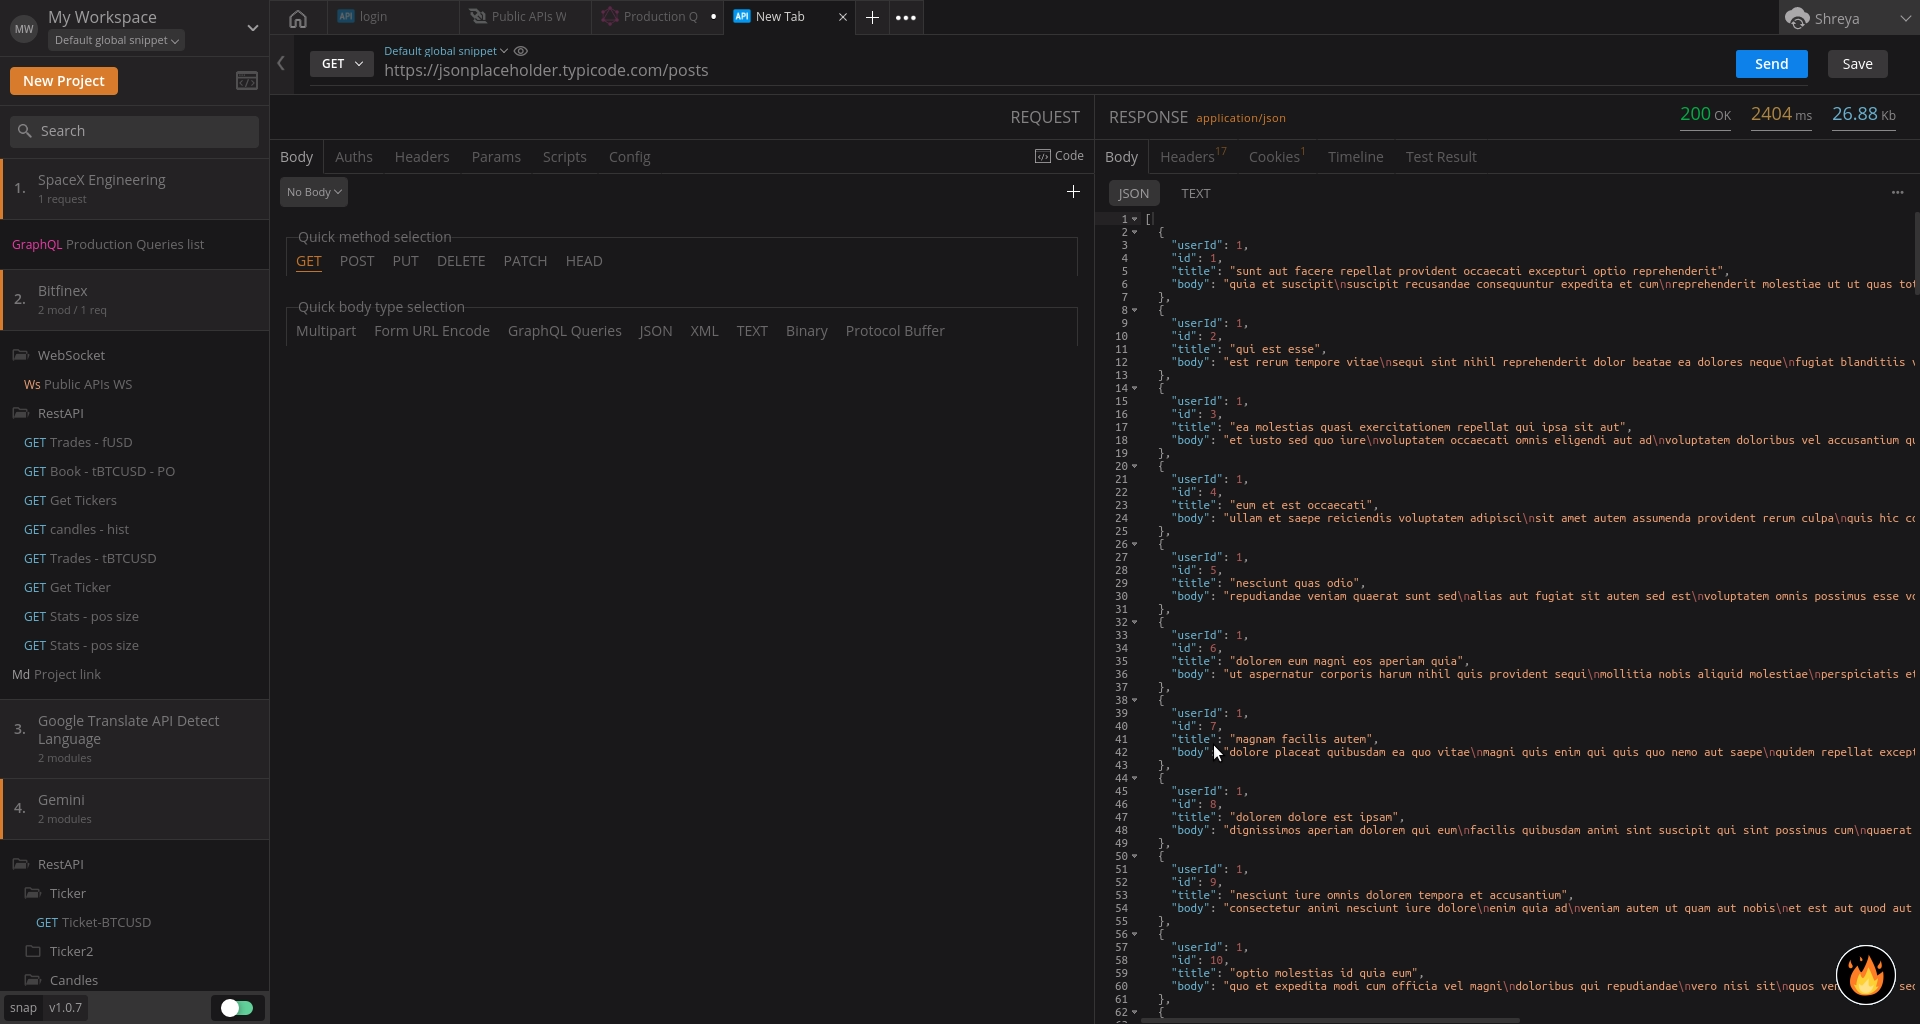 MW
My Workspace
Default global snippet
New Project
Search
1. SpaceX Engineering
1 request
GraphQL Production Queries list
2. Bitfinex
2 mod / 1 req
WebSocket
Ws Public APIs WS
RestAPI
GET Trades - fUSD
GET Book - tBTCUSD - PO
GET Get Tickers
GET candles - hist
GET Trades - tBTCUSD
GET Get Ticker
GET Stats - pos size
GET Stats - pos size
Md Project link
3. Google Translate API Detect
Language
2 modules
4. Gemini
2 modules
RestAPI
Ticker
GET Ticket-BTCUSD
Ticker2
Candles
snap v1.0.7
API login
Public APIs W
Production Q
API New Tab
Shreya
GET
Default global snippet
https://jsonplaceholder.typicode.com/posts
Send
Save
REQUEST
Body Auths Headers Params Scripts Config
Code
No Body
Quick method selection
GET POST PUT DELETE PATCH HEAD
Quick body type selection
Multipart Form URL Encode GraphQL Queries JSON XML TEXT Binary Protocol Buffer
RESPONSE application/json
200 OK 2404 ms 26.88 Kb
Body Headers 17 Cookies 1 Timeline Test Result
JSON TEXT
1 [
2 {
3 "userId": 1,
4 "id": 1,
5 "title": "sunt aut facere repellat provident occaecati excepturi optio reprehenderit",
6 "body": "quia et suscipit\nsuscipit recusandae consequuntur expedita et cum\nreprehenderit molestiae ut ut quas tot
7 },
8 {
9 "userId": 1,
10 "id": 2,
11 "title": "qui est esse",
12 "body": "est rerum tempore vitae\nsequi sint nihil reprehenderit dolor beatae ea dolores neque\nfugiat blanditiis v
13 },
14 {
15 "userId": 1,
16 "id": 3,
17 "title": "ea molestias quasi exercitationem repellat qui ipsa sit aut",
18 "body": "et iusto sed quo iure\nvoluptatem occaecati omnis eligendi aut ad\nvoluptatem doloribus vel accusantium qu
19 },
20 {
21 "userId": 1,
22 "id": 4,
23 "title": "eum et est occaecati",
24 "body": "ullam et saepe reiciendis voluptatem adipisci\nsit amet autem assumenda provident rerum culpa\nquis hic co
25 },
26 {
27 "userId": 1,
28 "id": 5,
29 "title": "nesciunt quas odio",
30 "body": "repudiandae veniam quaerat sunt sed\nalias aut fugiat sit autem sed est\nvoluptatem omnis possimus esse vo
31 },
32 {
33 "userId": 1,
34 "id": 6,
35 "title": "dolorem eum magni eos aperiam quia",
36 "body": "ut aspernatur corporis harum nihil quis provident sequi\nmollitia nobis aliquid molestiae\nperspiciatis et
37 },
38 {
39 "userId": 1,
40 "id": 7,
41 "title": "magnam facilis autem",
42 "body": "dolore placeat quibusdam ea quo vitae\nmagni quis enim qui quis quo nemo aut saepe\nquidem repellat except
43 },
44 {
45 "userId": 1,
46 "id": 8,
47 "title": "dolorem dolore est ipsam",
48 "body": "dignissimos aperiam dolorem qui eum\nfacilis quibusdam animi sint suscipit qui sint possimus cum\nquaerat
49 },
50 {
51 "userId": 1,
52 "id": 9,
53 "title": "nesciunt iure omnis dolorem tempora et accusantium",
54 "body": "consectetur animi nesciunt iure dolore\nenim quia ad\nveniam autem ut quam aut nobis\net est aut quod aut
55 },
56 {
57 "userId": 1,
58 "id": 10,
59 "title": "optio molestias id quia eum",
60 "body": "quo et expedita modi cum officia vel magni\ndoloribus qui repudiandae\nvero nisi sit\nquos ven sed
61 },
62 {